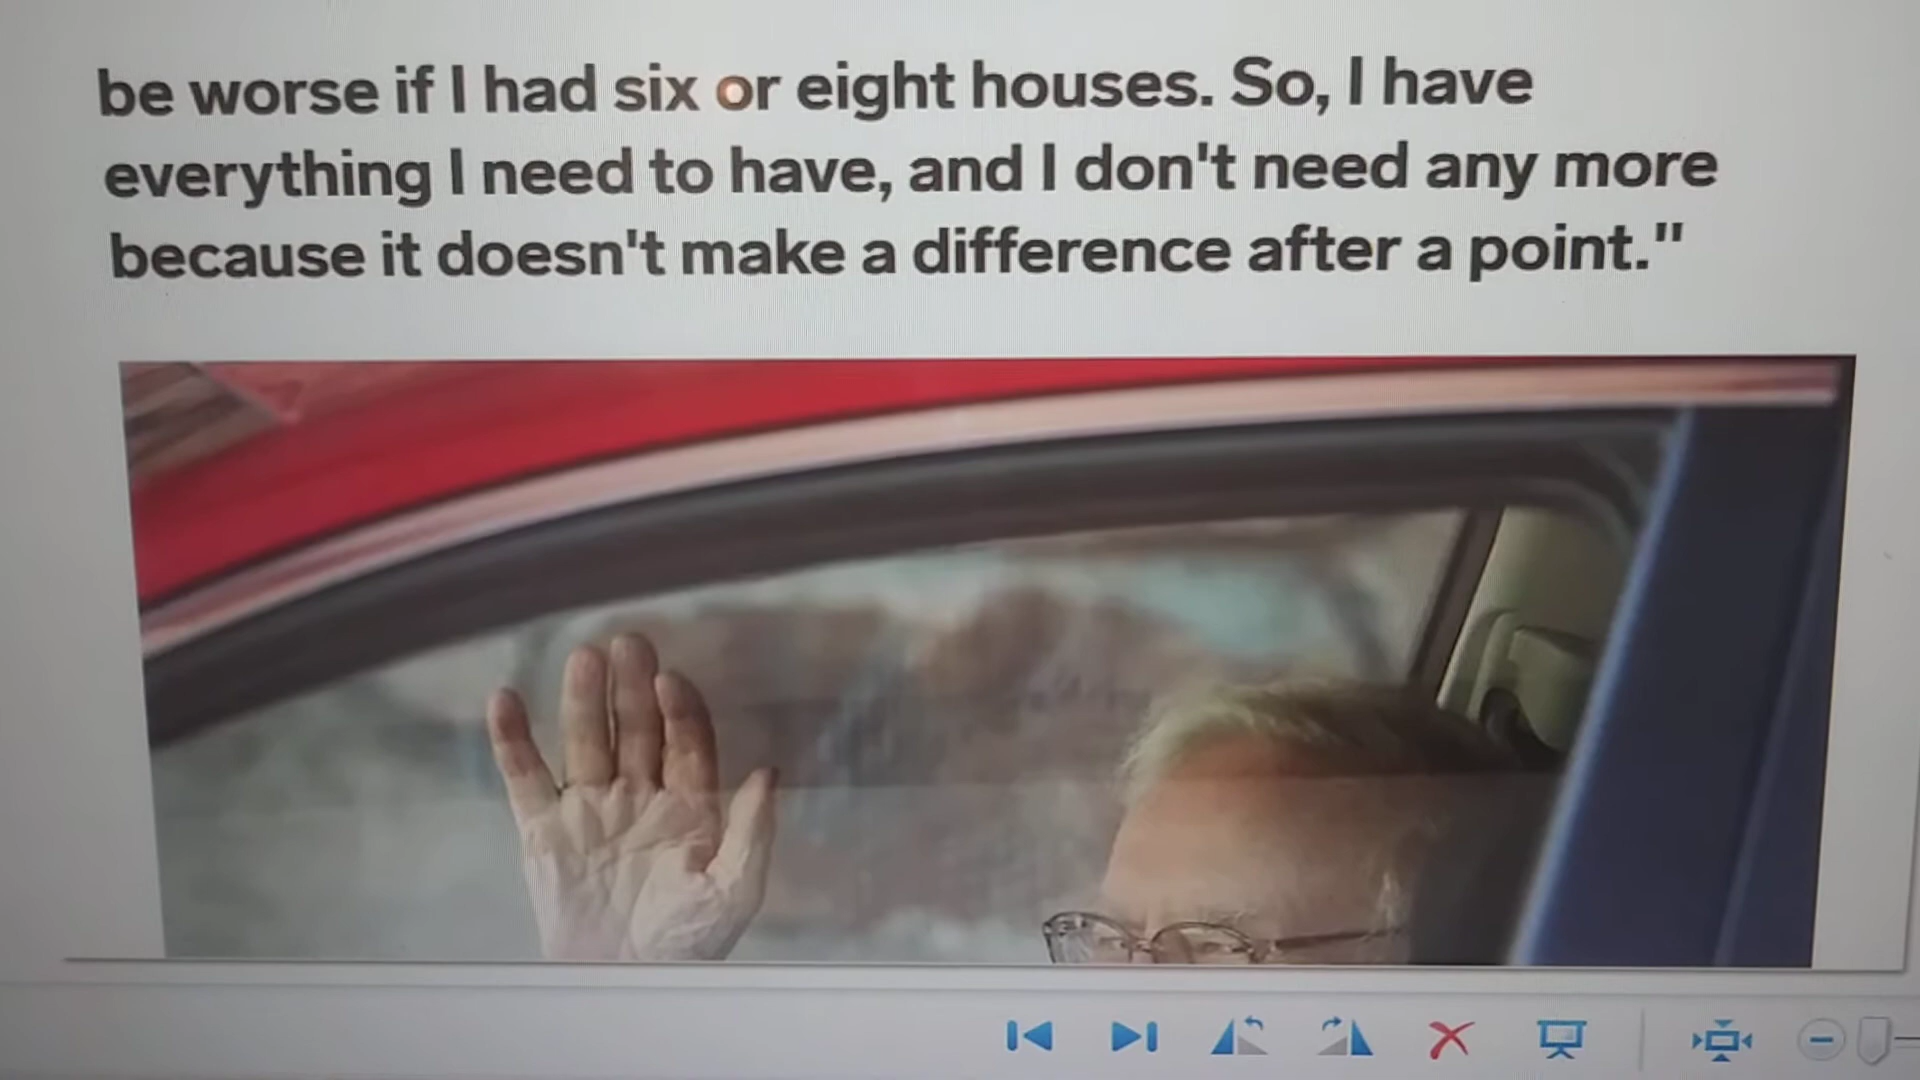 be worse if I had six or eight houses. So, I have
everything I need to have, and I don't need any more
because it doesn't make a difference after a point."